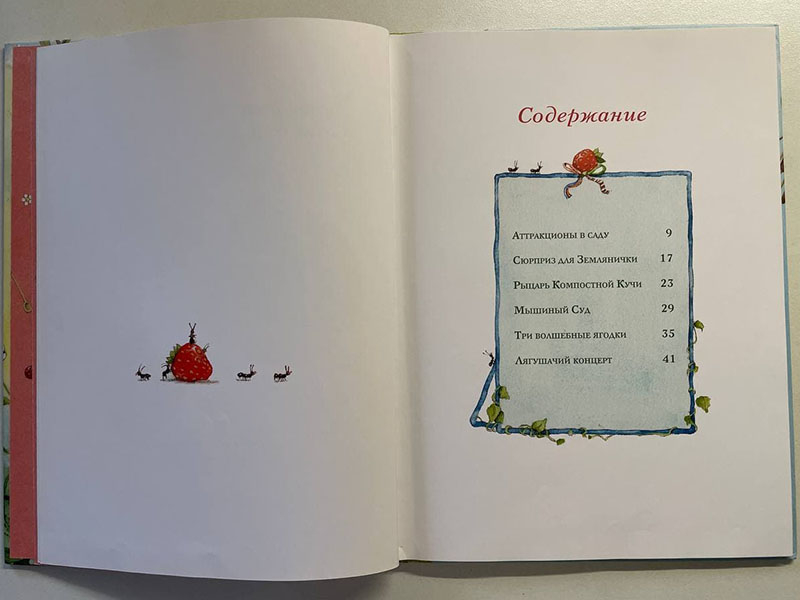 Содержание
Аттракционы в саду 9
Сюрприз для Землянички 17
Рыцарь Компостной Кучи 23
Мышиный Суд 29
Три волшебные ягодки 35
Лягушачий концерт 41